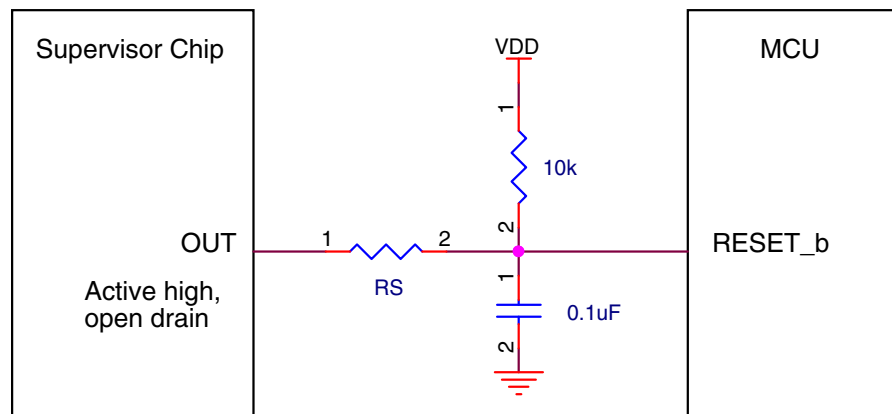 Supervisor Chip
VDD
MCU
1
10k
2
OUT
1
2
RESET_b
RS
1
Active high,
open drain
0.1uF
2